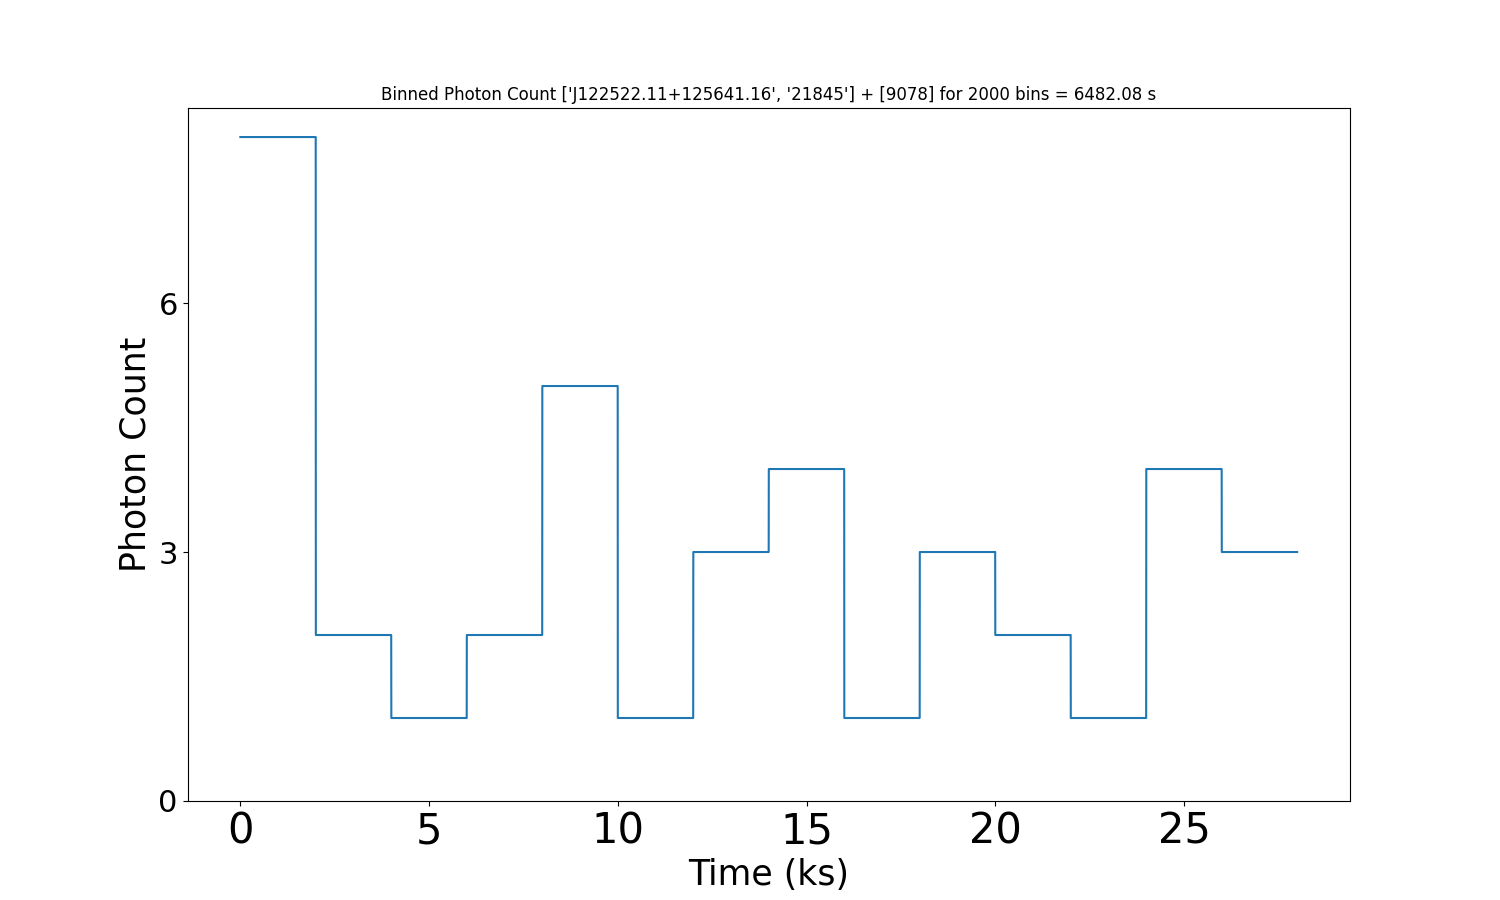 Binned Photon Count ['J122522.11+125641.16', '21845'] + [9078] for 2000 bins = 6482.08 s
Photon Count
6
3
0
0 5 10 15 20 25
Time (ks)